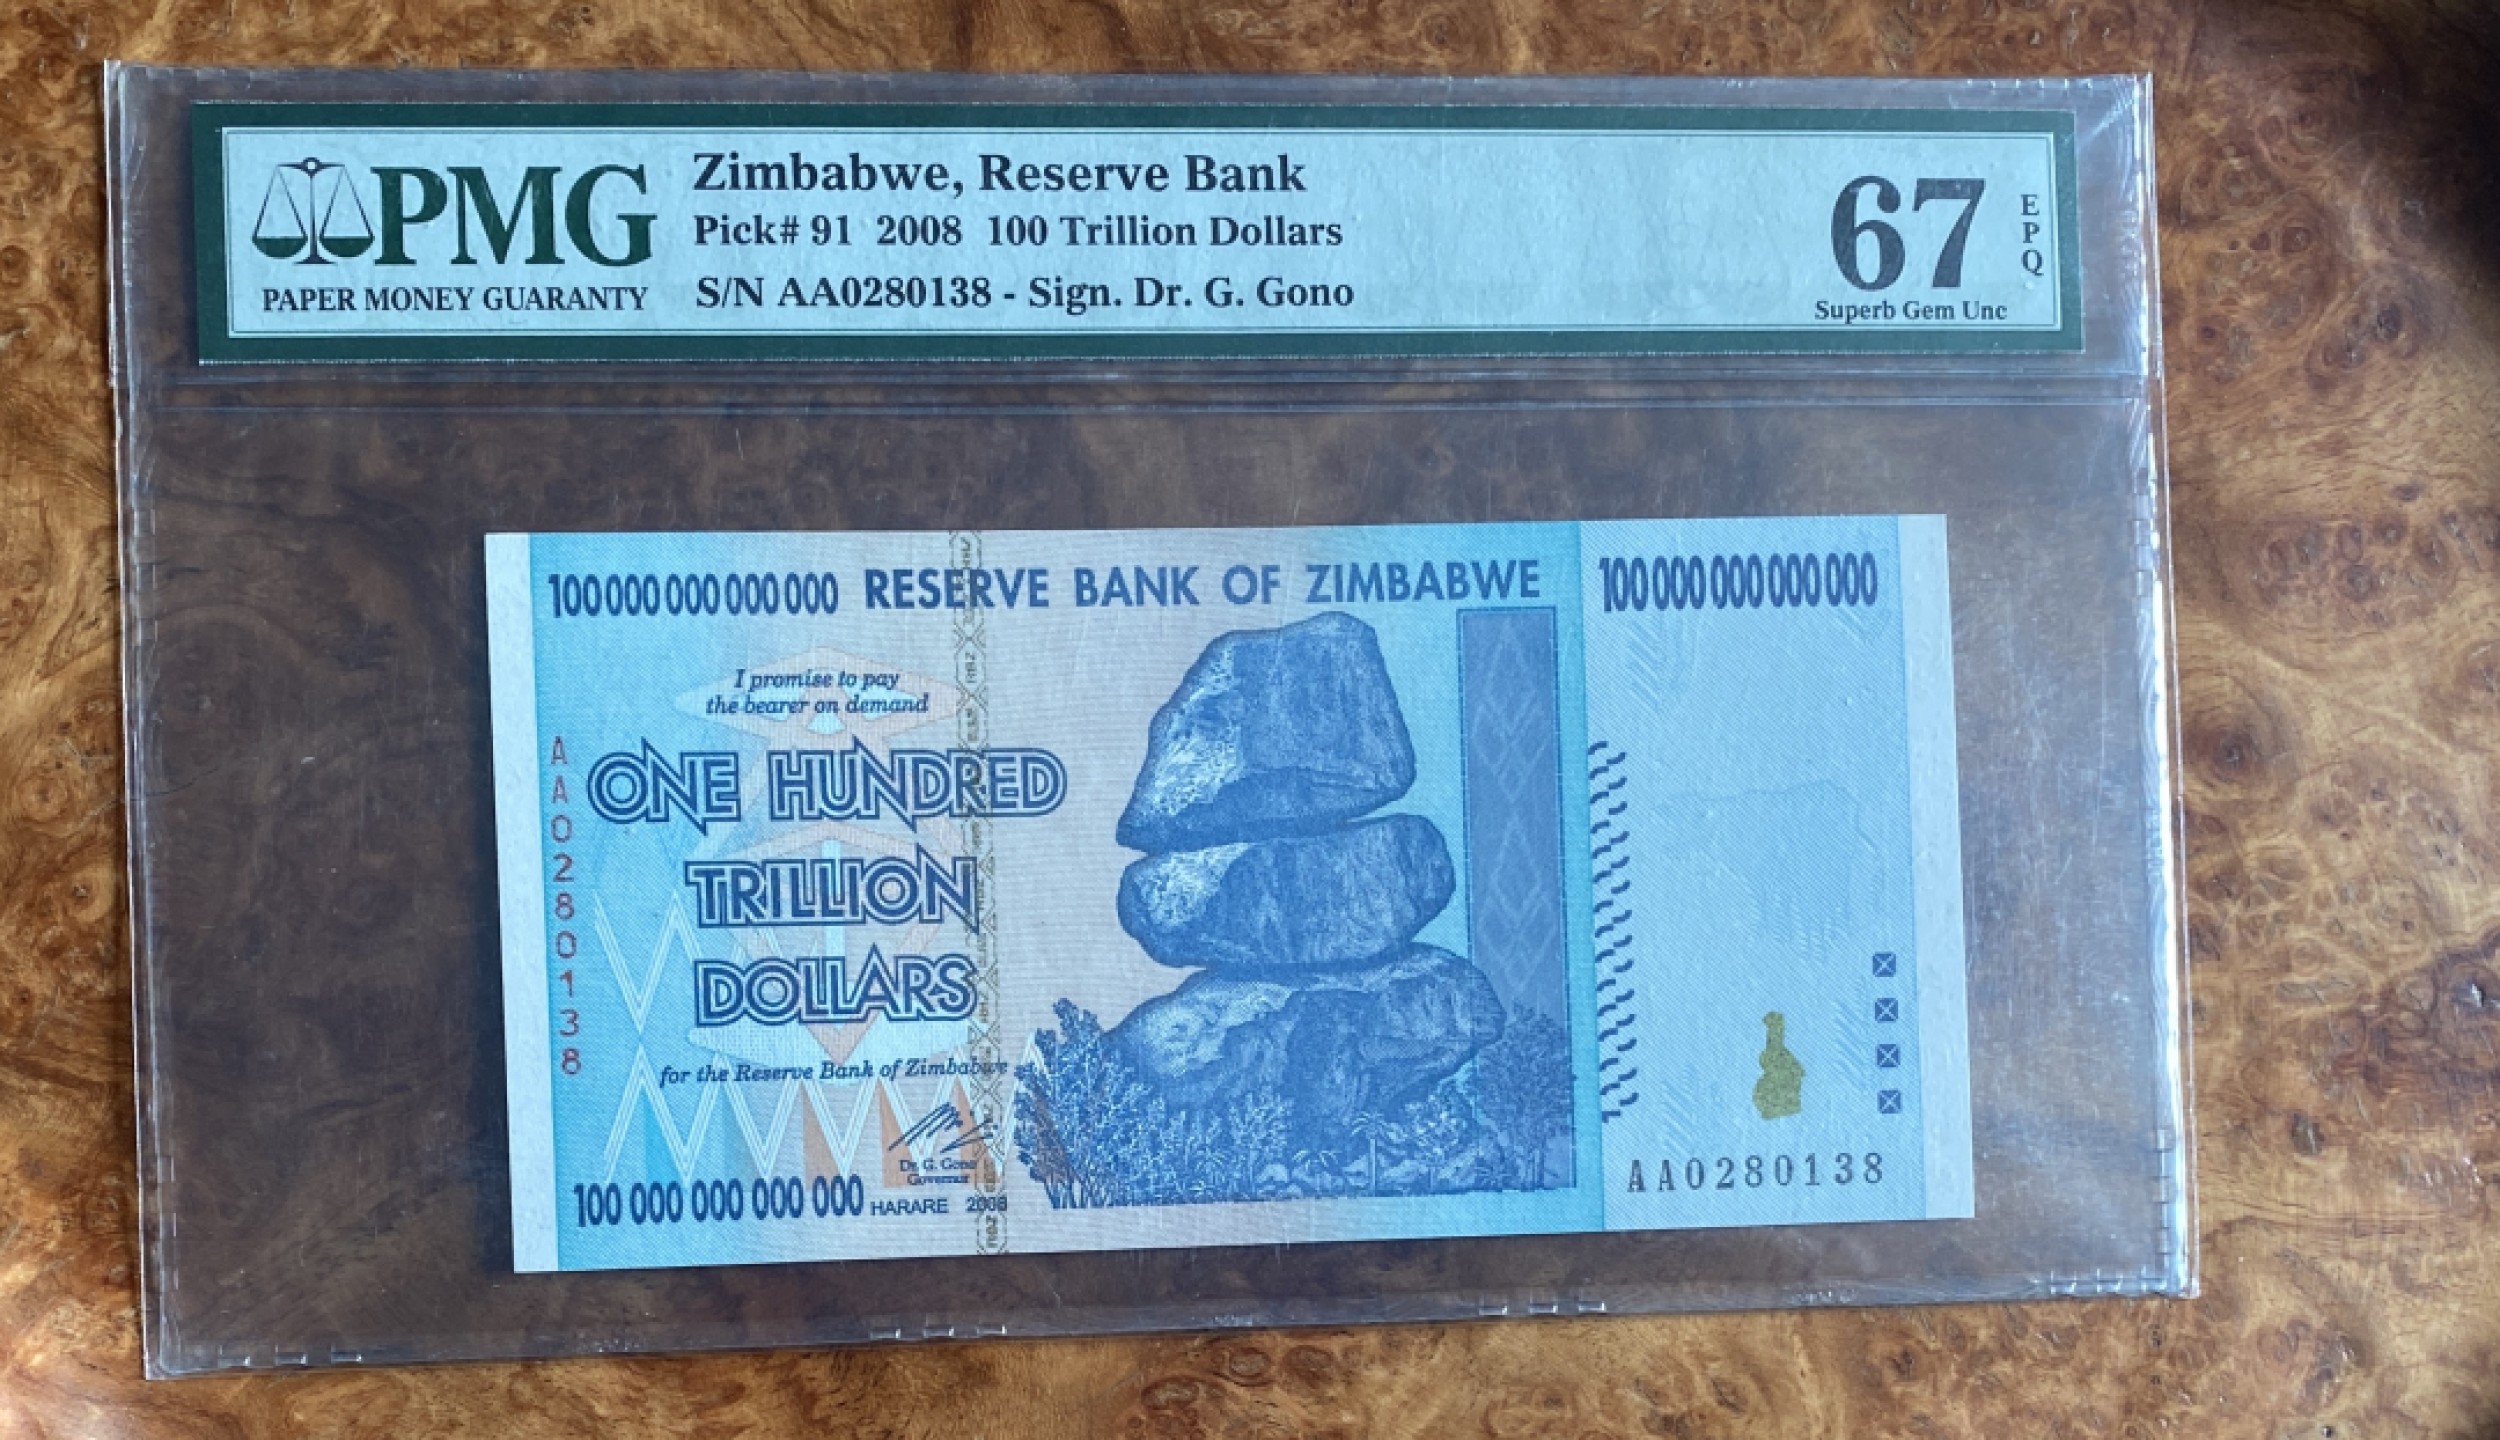 PMG
PAPER MONEY GUARANTY
Zimbabwe, Reserve Bank
Pick# 91 2008 100 Trillion Dollars
S/N AA0280138 - Sign. Dr. G. Gono
67
EPQ
Superb Gem Unc
100 000 000 000 000 RESERVE BANK OF ZIMBABWE 100 000 000 000 000
I promise to pay
the bearer on demand
AA0280138
ONE HUNDRED
TRILLION
DOLLARS
for the Reserve Bank of Zimbabwe
Dr. G. Gono
Governor
100 000 000 000 000 HARARE 2008
AA0280138
RBZ